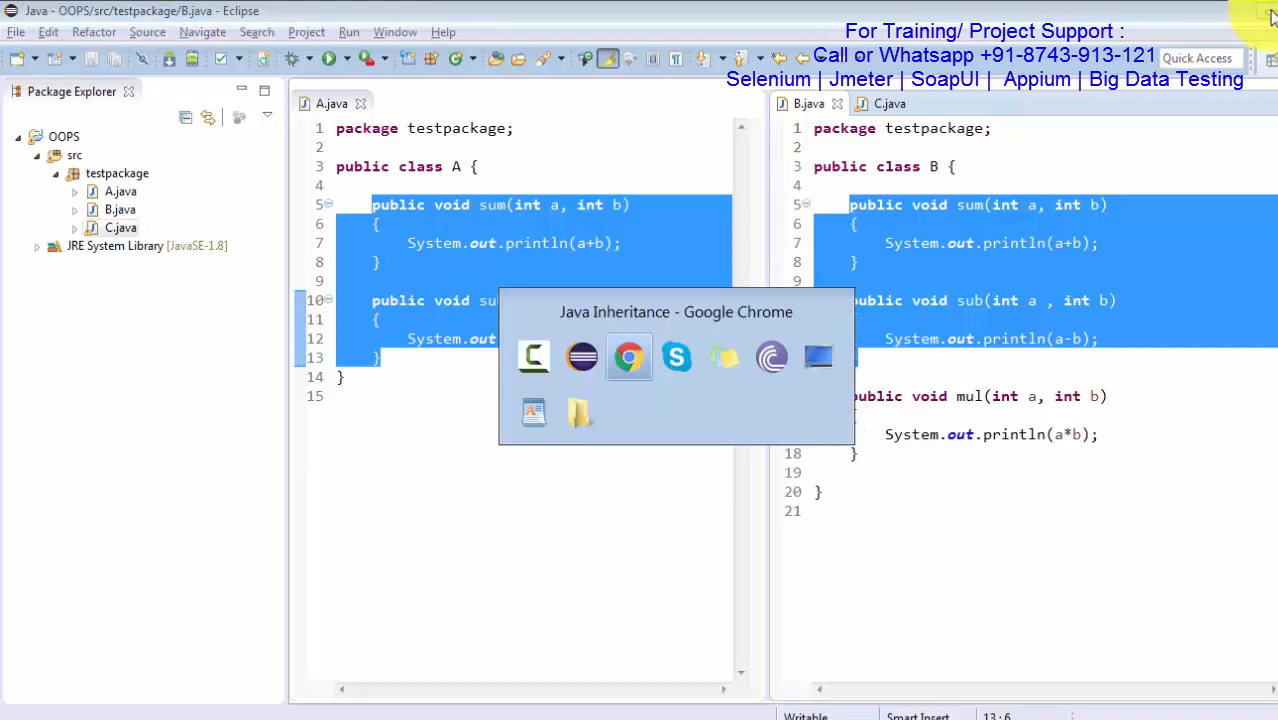 Java - OOPS/src/testpackage/B.java - Eclipse
File Edit Refactor Source Navigate Search Project Run Window Help
For Training/ Project Support :
Call or Whatsapp +91-8743-913-121
Selenium | Jmeter | SoapUI | Appium | Big Data Testing
Quick Access
Package Explorer
OOPS
src
testpackage
A.java
B.java
C.java
JRE System Library [JavaSE-1.8]
A.java
1 package testpackage;
2
3 public class A {
4
5 public void sum(int a, int b)
6 {
7 System.out.println(a+b);
8 }
9
10 public void su
11 {
12 System.out
13 }
14 }
15
B.java C.java
1 package testpackage;
2
3 public class B {
4
5 public void sum(int a, int b)
6 {
7 System.out.println(a+b);
8 }
9
public void sub(int a , int b)
System.out.println(a-b);
public void mul(int a, int b)
System.out.println(a*b);
18 }
19
20 }
21
Java Inheritance - Google Chrome
Writable Smart Insert 13 : 6